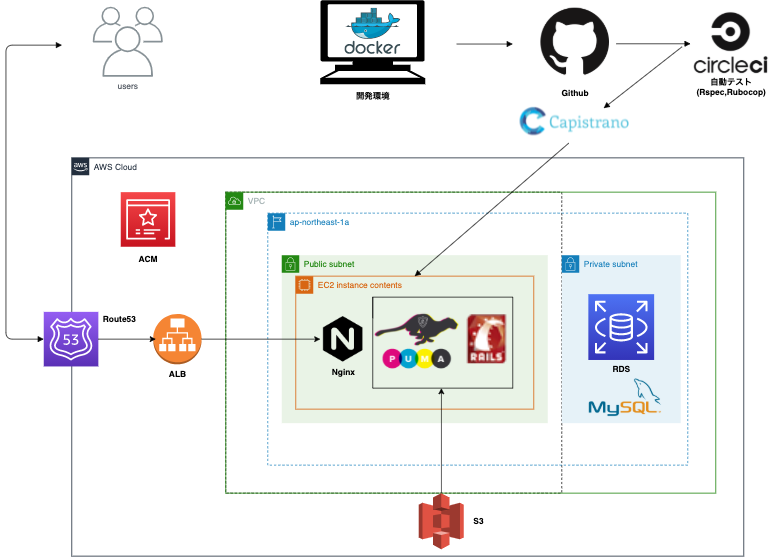 users
docker
開発環境
Github
circleci
自動テスト
(Rspec,Rubocop)
Capistrano
aws
AWS Cloud
VPC
ACM
ap-northeast-1a
Public subnet
Private subnet
EC2 instance contents
Route53
53
ALB
N
Nginx
PUMA
RAILS
RDS
MySQL
S3